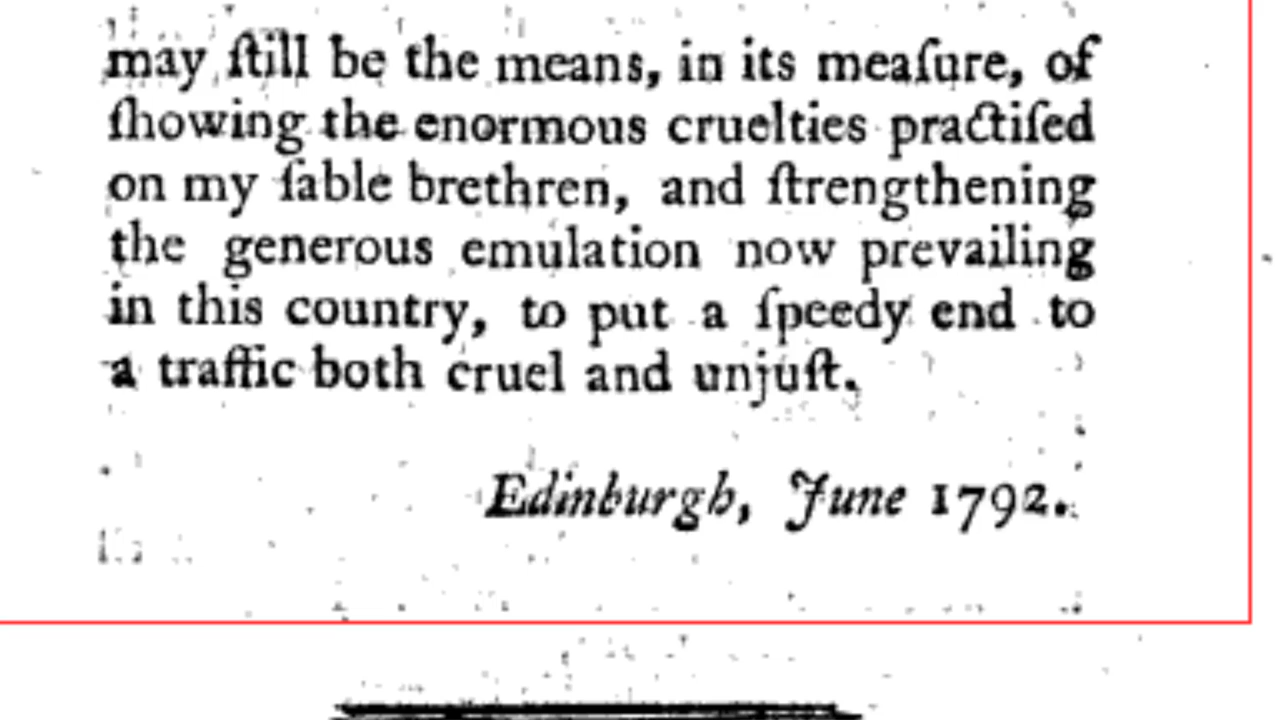 may ſtill be the means, in its meaſure, of
ſhowing the enormous cruelties practiſed
on my ſable brethren, and ſtrengthening
the generous emulation now prevailing
in this country, to put a ſpeedy end to
a traffic both cruel and unjuſt.
Edinburgh, June 1792.